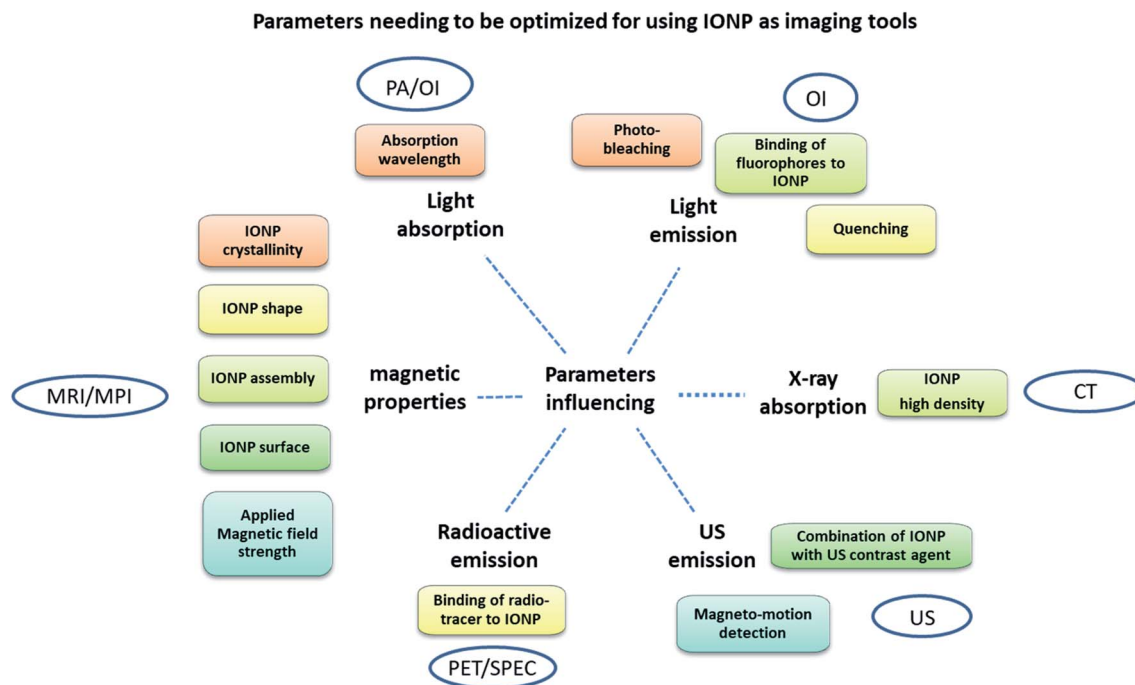 Parameters needing to be optimized for using IONP as imaging tools
PA/OI
Absorption
wavelength
Light
absorption
OI
Photo-
bleaching
Binding of
fluorophores to
IONP
Light
emission
Quenching
IONP
crystallinity
IONP shape
IONP assembly
IONP surface
Applied
Magnetic field
strength
MRI/MPI
magnetic
properties
Parameters
influencing
X-ray
absorption
IONP
high density
CT
Radioactive
emission
Binding of radio-
tracer to IONP
PET/SPEC
US
emission
Combination of IONP
with US contrast agent
Magneto-motion
detection
US